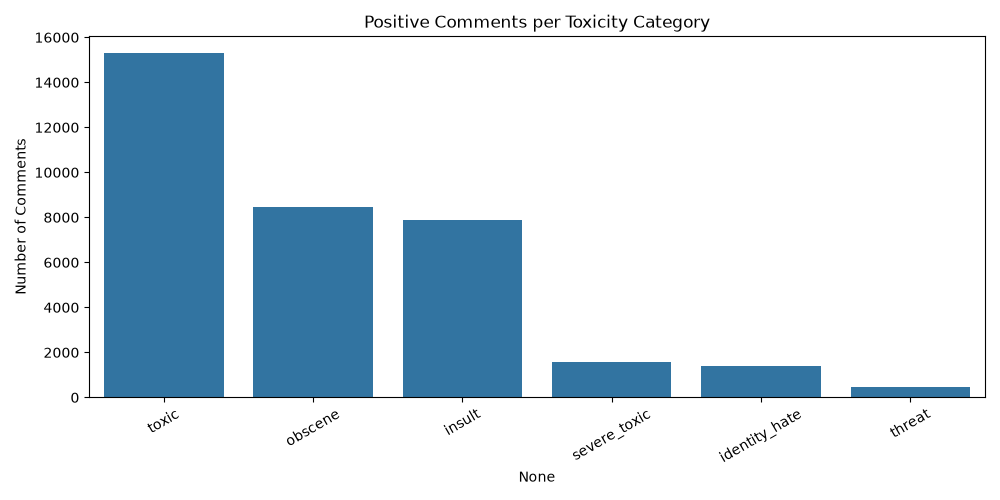 Positive Comments per Toxicity Category
Number of Comments
16000
14000
12000
10000
8000
6000
4000
2000
0
toxic
obscene
insult
severe_toxic
identity_hate
threat
None